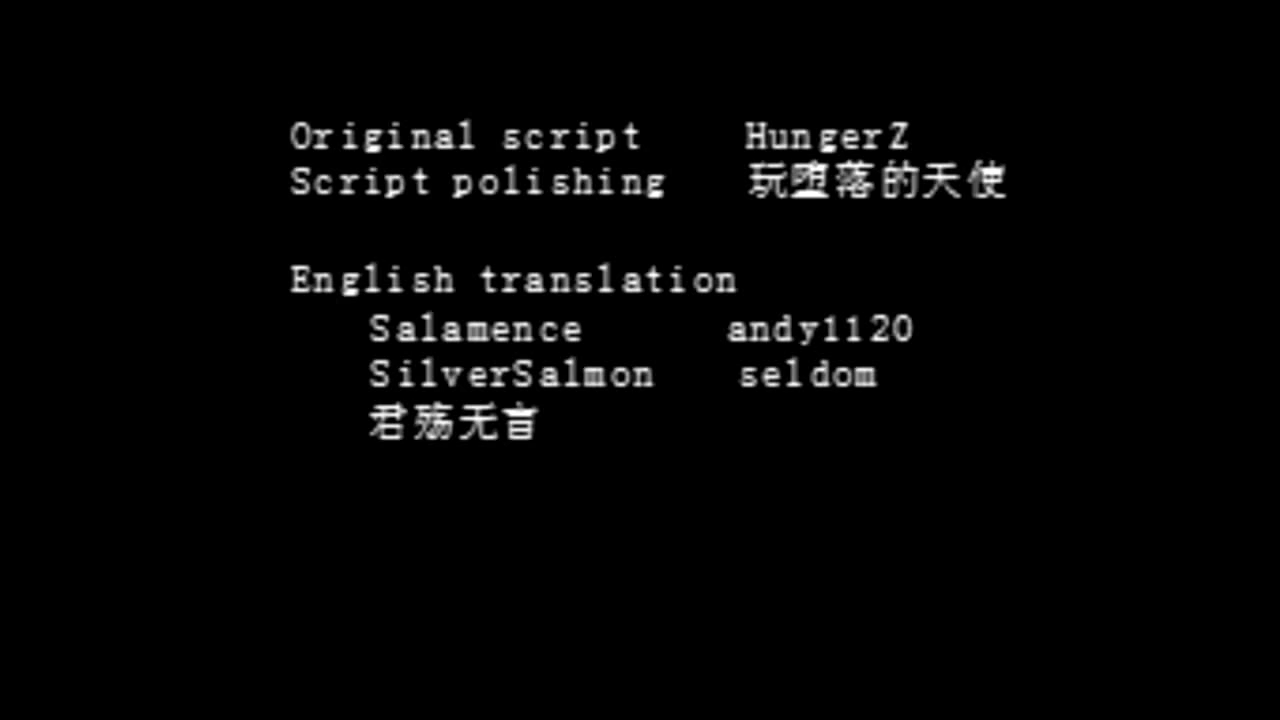 Original script HungerZ
Script polishing 玩堕落的天使
English translation
Salamence andy1120
SilverSalmon seldom
君殇无言